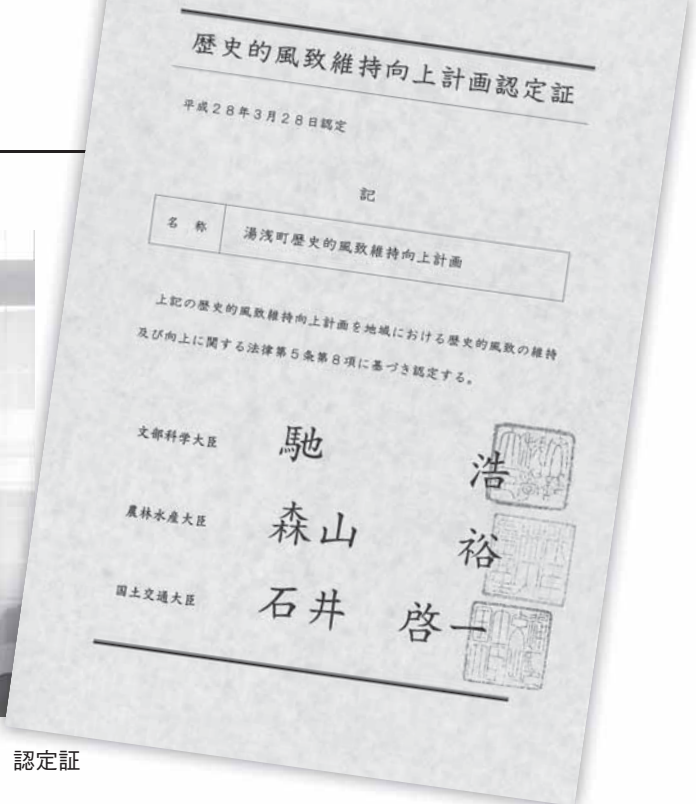 歴史的風致維持向上計画認定証
平成28年3月28日認定
記
名 称 湯浅町歴史的風致維持向上計画
上記の歴史的風致維持向上計画を地域における歴史的風致の維持
及び向上に関する法律第5条第8項に基づき認定する。
文部科学大臣 馳 浩
農林水産大臣 森山 裕
国土交通大臣 石井 啓一
認定証